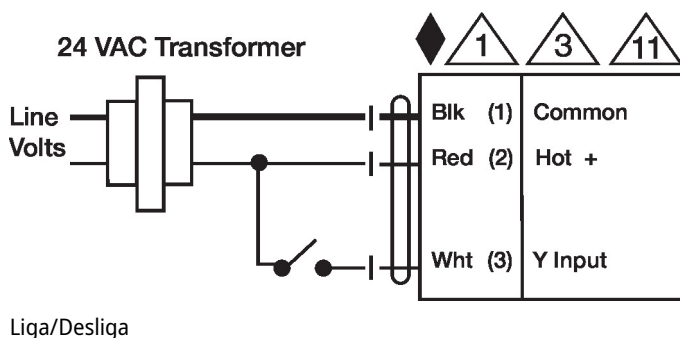 24 VAC Transformer
1 3 11
Line
Volts
Blk (1) Common
Red (2) Hot +
Wht (3) Y Input
Liga/Desliga